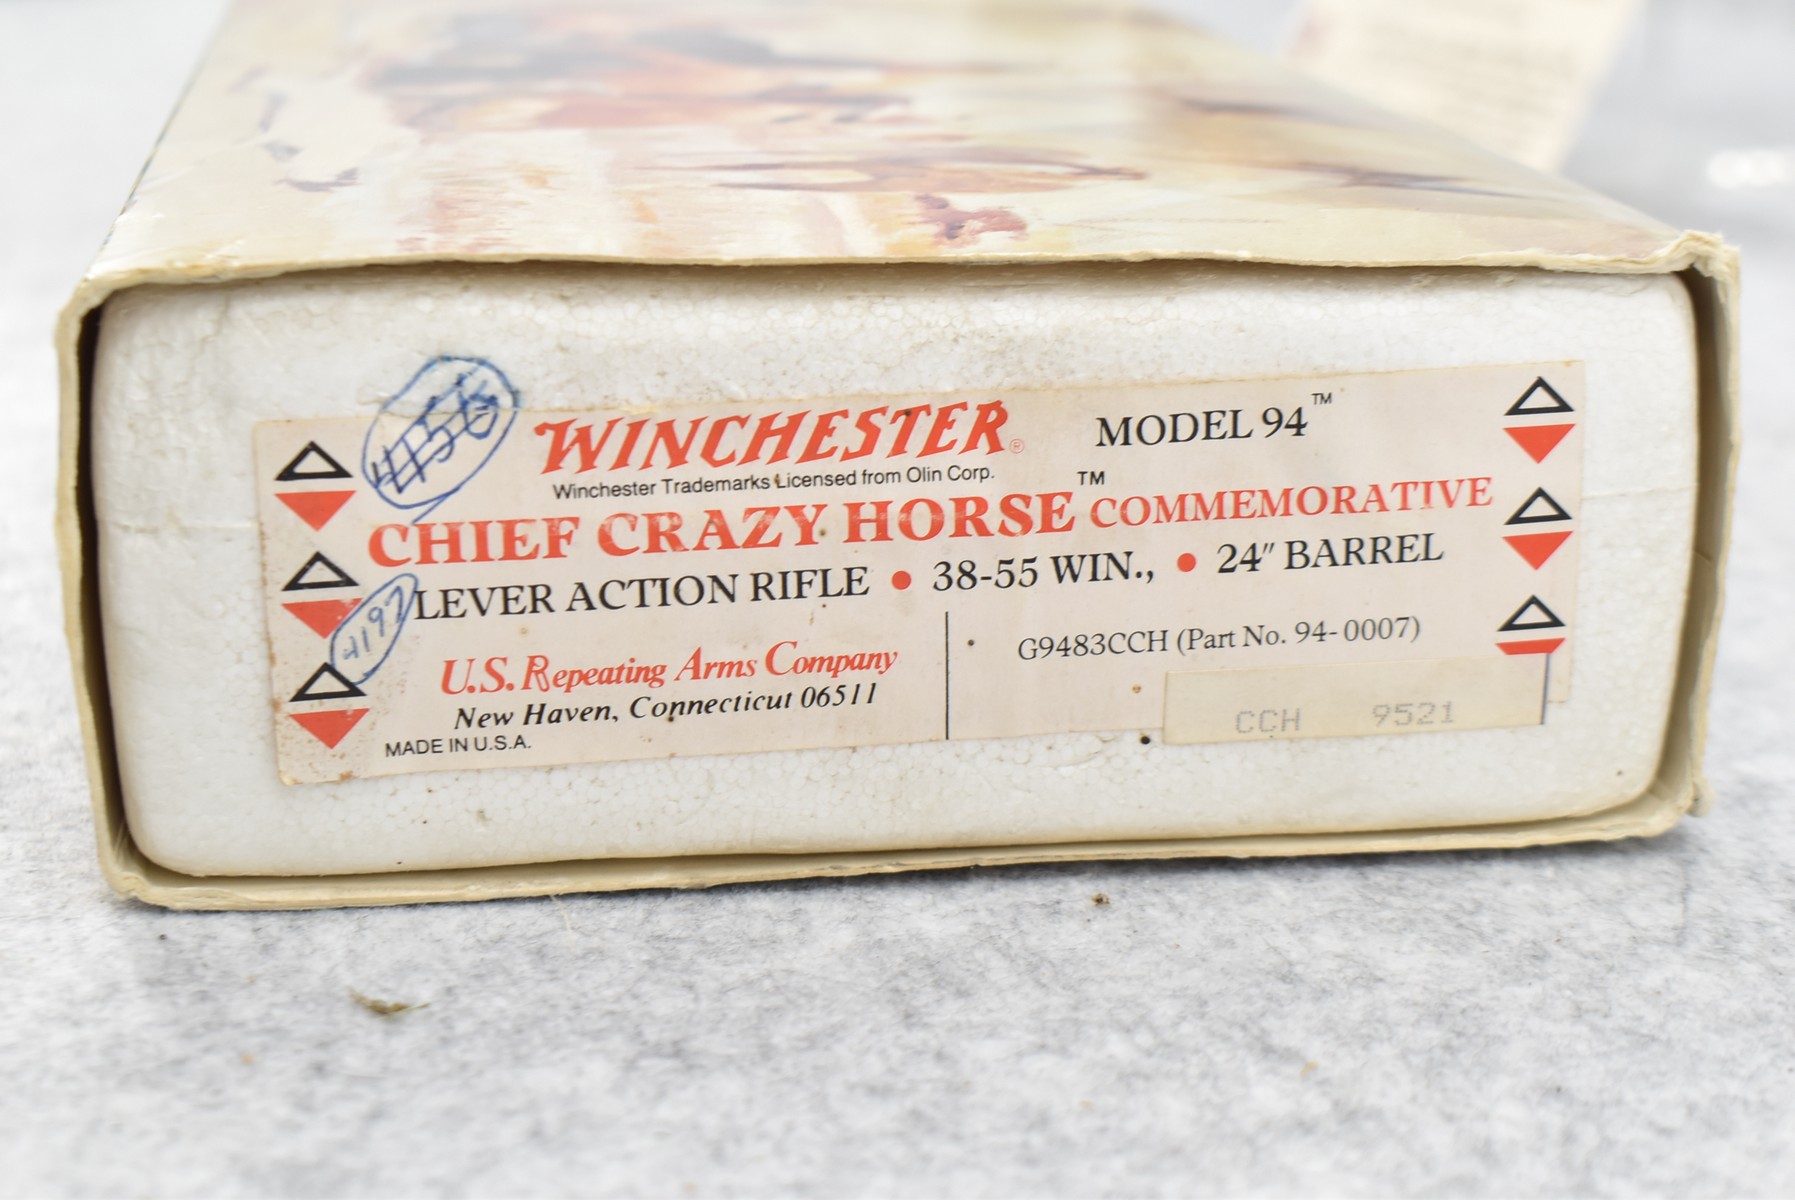 WINCHESTER® MODEL 94™
Winchester Trademarks Licensed from Olin Corp.
CHIEF CRAZY HORSE™ COMMEMORATIVE
LEVER ACTION RIFLE • 38-55 WIN., • 24" BARREL
4197
U.S. Repeating Arms Company
New Haven, Connecticut 06511
MADE IN U.S.A.
G9483CCH (Part No. 94-0007)
CCH 9521